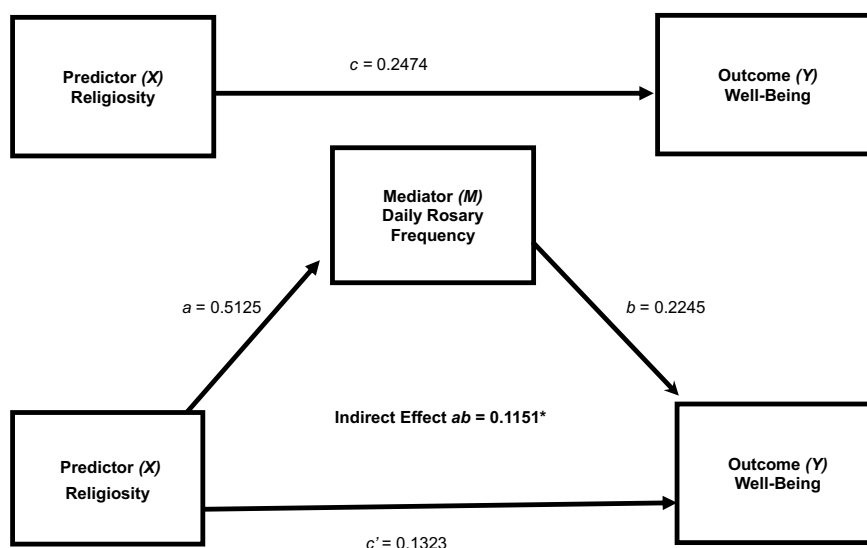 Predictor (X)
Religiosity
c = 0.2474
Outcome (Y)
Well-Being
Mediator (M)
Daily Rosary
Frequency
a = 0.5125
b = 0.2245
Indirect Effect ab = 0.1151*
Predictor (X)
Religiosity
Outcome (Y)
Well-Being
c' = 0.1323